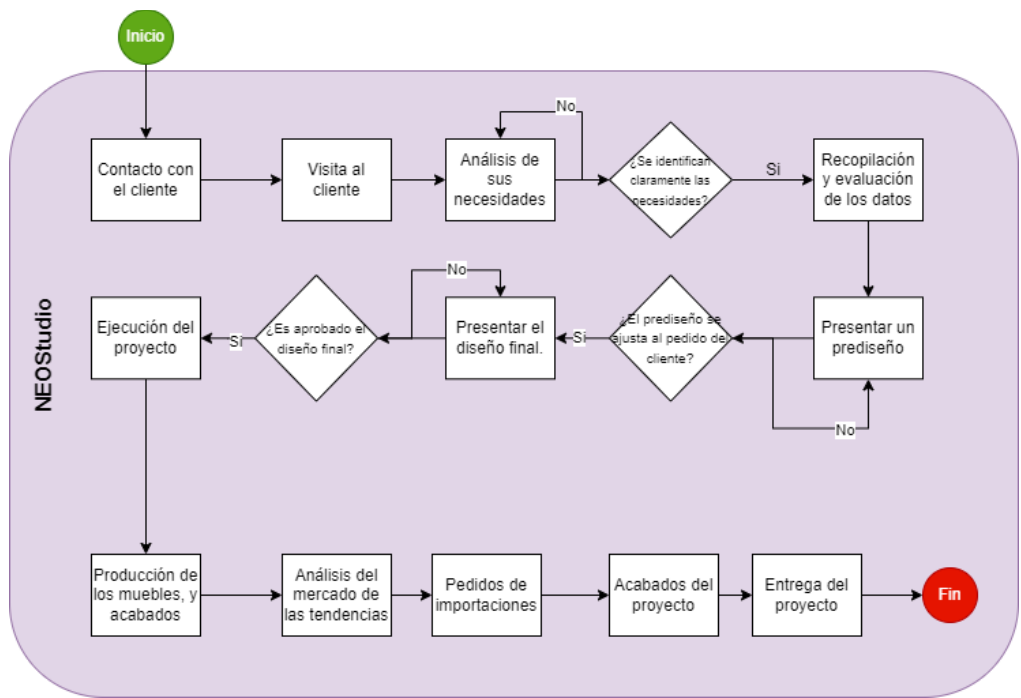 Inicio
Contacto con
el cliente
Visita al
cliente
Análisis de
sus
necesidades
No
¿Se identifican
claramente las
necesidades?
Si
Recopilación
y evaluación
de los datos
NEOStudio
Ejecución del
proyecto
Si
¿Es aprobado el
diseño final?
No
Presentar el
diseño final.
Si
¿El prediseño se
ajusta al pedido del
cliente?
Presentar un
prediseño
No
Producción de
los muebles, y
acabados
Análisis del
mercado de
las tendencias
Pedidos de
importaciones
Acabados del
proyecto
Entrega del
proyecto
Fin